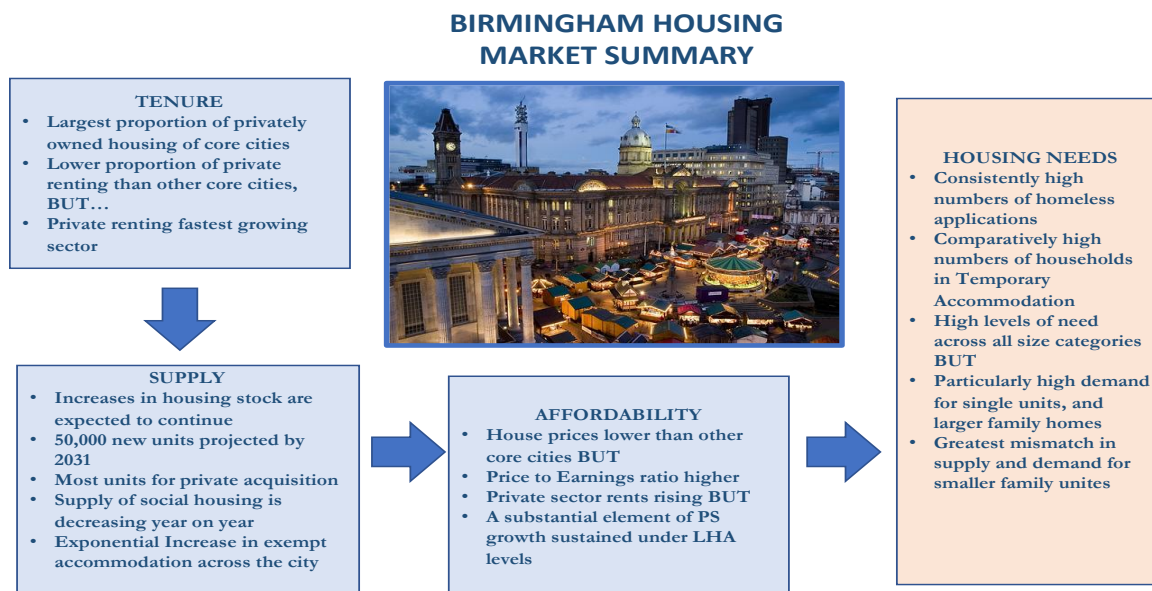 BIRMINGHAM HOUSING
MARKET SUMMARY
TENURE
• Largest proportion of privately
owned housing of core cities
• Lower proportion of private
renting than other core cities,
BUT…
• Private renting fastest growing
sector
SUPPLY
• Increases in housing stock are
expected to continue
• 50,000 new units projected by
2031
• Most units for private acquisition
• Supply of social housing is
decreasing year on year
• Exponential Increase in exempt
accommodation across the city
AFFORDABILITY
• House prices lower than other
core cities BUT
• Price to Earnings ratio higher
• Private sector rents rising BUT
• A substantial element of PS
growth sustained under LHA
levels
HOUSING NEEDS
• Consistently high
numbers of homeless
applications
• Comparatively high
numbers of households
in Temporary
Accommodation
• High levels of need
across all size categories
BUT
• Particularly high demand
for single units, and
larger family homes
• Greatest mismatch in
supply and demand for
smaller family unites